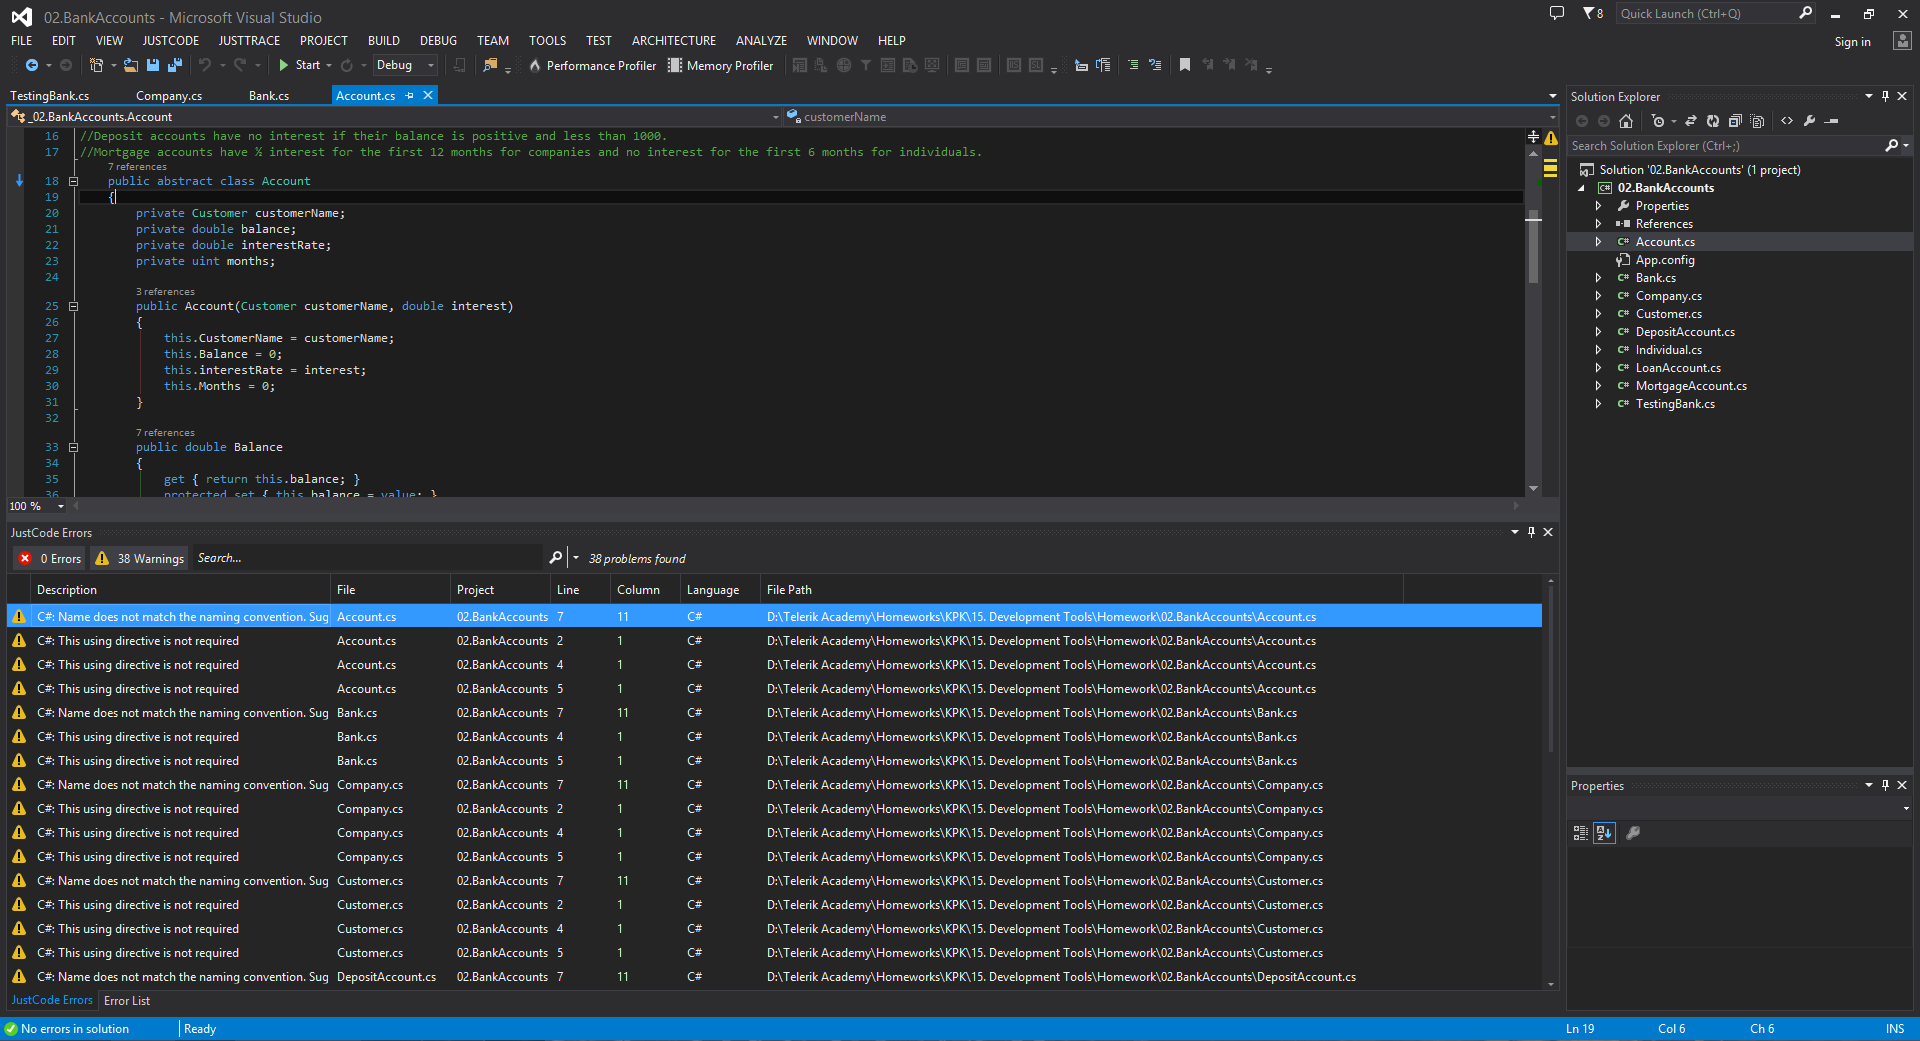 02.BankAccounts - Microsoft Visual Studio
8
Quick Launch (Ctrl+Q)
FILE EDIT VIEW JUSTCODE JUSTTRACE PROJECT BUILD DEBUG TEAM TOOLS TEST ARCHITECTURE ANALYZE WINDOW HELP
Sign in
Start Debug Performance Profiler Memory Profiler
TestingBank.cs Company.cs Bank.cs Account.cs
_02.BankAccounts.Account customerName
16 //Deposit accounts have no interest if their balance is positive and less than 1000.
17 //Mortgage accounts have ½ interest for the first 12 months for companies and no interest for the first 6 months for individuals.
7 references
18 public abstract class Account
19 {
20 private Customer customerName;
21 private double balance;
22 private double interestRate;
23 private uint months;
24
3 references
25 public Account(Customer customerName, double interest)
26 {
27 this.CustomerName = customerName;
28 this.Balance = 0;
29 this.interestRate = interest;
30 this.Months = 0;
31 }
32
7 references
33 public double Balance
34 {
35 get { return this.balance; }
36 protected set { this.balance = value; }
100 %
JustCode Errors
0 Errors 38 Warnings Search... 38 problems found
Description File Project Line Column Language File Path
C#: Name does not match the naming convention. Sug Account.cs 02.BankAccounts 7 11 C# D:\Telerik Academy\Homeworks\KPK\15. Development Tools\Homework\02.BankAccounts\Account.cs
C#: This using directive is not required Account.cs 02.BankAccounts 2 1 C# D:\Telerik Academy\Homeworks\KPK\15. Development Tools\Homework\02.BankAccounts\Account.cs
C#: This using directive is not required Account.cs 02.BankAccounts 4 1 C# D:\Telerik Academy\Homeworks\KPK\15. Development Tools\Homework\02.BankAccounts\Account.cs
C#: This using directive is not required Account.cs 02.BankAccounts 5 1 C# D:\Telerik Academy\Homeworks\KPK\15. Development Tools\Homework\02.BankAccounts\Account.cs
C#: Name does not match the naming convention. Sug Bank.cs 02.BankAccounts 7 11 C# D:\Telerik Academy\Homeworks\KPK\15. Development Tools\Homework\02.BankAccounts\Bank.cs
C#: This using directive is not required Bank.cs 02.BankAccounts 4 1 C# D:\Telerik Academy\Homeworks\KPK\15. Development Tools\Homework\02.BankAccounts\Bank.cs
C#: This using directive is not required Bank.cs 02.BankAccounts 5 1 C# D:\Telerik Academy\Homeworks\KPK\15. Development Tools\Homework\02.BankAccounts\Bank.cs
C#: Name does not match the naming convention. Sug Company.cs 02.BankAccounts 7 11 C# D:\Telerik Academy\Homeworks\KPK\15. Development Tools\Homework\02.BankAccounts\Company.cs
C#: This using directive is not required Company.cs 02.BankAccounts 2 1 C# D:\Telerik Academy\Homeworks\KPK\15. Development Tools\Homework\02.BankAccounts\Company.cs
C#: This using directive is not required Company.cs 02.BankAccounts 4 1 C# D:\Telerik Academy\Homeworks\KPK\15. Development Tools\Homework\02.BankAccounts\Company.cs
C#: This using directive is not required Company.cs 02.BankAccounts 5 1 C# D:\Telerik Academy\Homeworks\KPK\15. Development Tools\Homework\02.BankAccounts\Company.cs
C#: Name does not match the naming convention. Sug Customer.cs 02.BankAccounts 7 11 C# D:\Telerik Academy\Homeworks\KPK\15. Development Tools\Homework\02.BankAccounts\Customer.cs
C#: This using directive is not required Customer.cs 02.BankAccounts 2 1 C# D:\Telerik Academy\Homeworks\KPK\15. Development Tools\Homework\02.BankAccounts\Customer.cs
C#: This using directive is not required Customer.cs 02.BankAccounts 4 1 C# D:\Telerik Academy\Homeworks\KPK\15. Development Tools\Homework\02.BankAccounts\Customer.cs
C#: This using directive is not required Customer.cs 02.BankAccounts 5 1 C# D:\Telerik Academy\Homeworks\KPK\15. Development Tools\Homework\02.BankAccounts\Customer.cs
C#: Name does not match the naming convention. Sug DepositAccount.cs 02.BankAccounts 7 11 C# D:\Telerik Academy\Homeworks\KPK\15. Development Tools\Homework\02.BankAccounts\DepositAccount.cs
JustCode Errors Error List
Solution Explorer
Search Solution Explorer (Ctrl+;)
Solution '02.BankAccounts' (1 project)
C# 02.BankAccounts
Properties
References
C# Account.cs
App.config
C# Bank.cs
C# Company.cs
C# Customer.cs
C# DepositAccount.cs
C# Individual.cs
C# LoanAccount.cs
C# MortgageAccount.cs
C# TestingBank.cs
Properties
No errors in solution Ready Ln 19 Col 6 Ch 6 INS